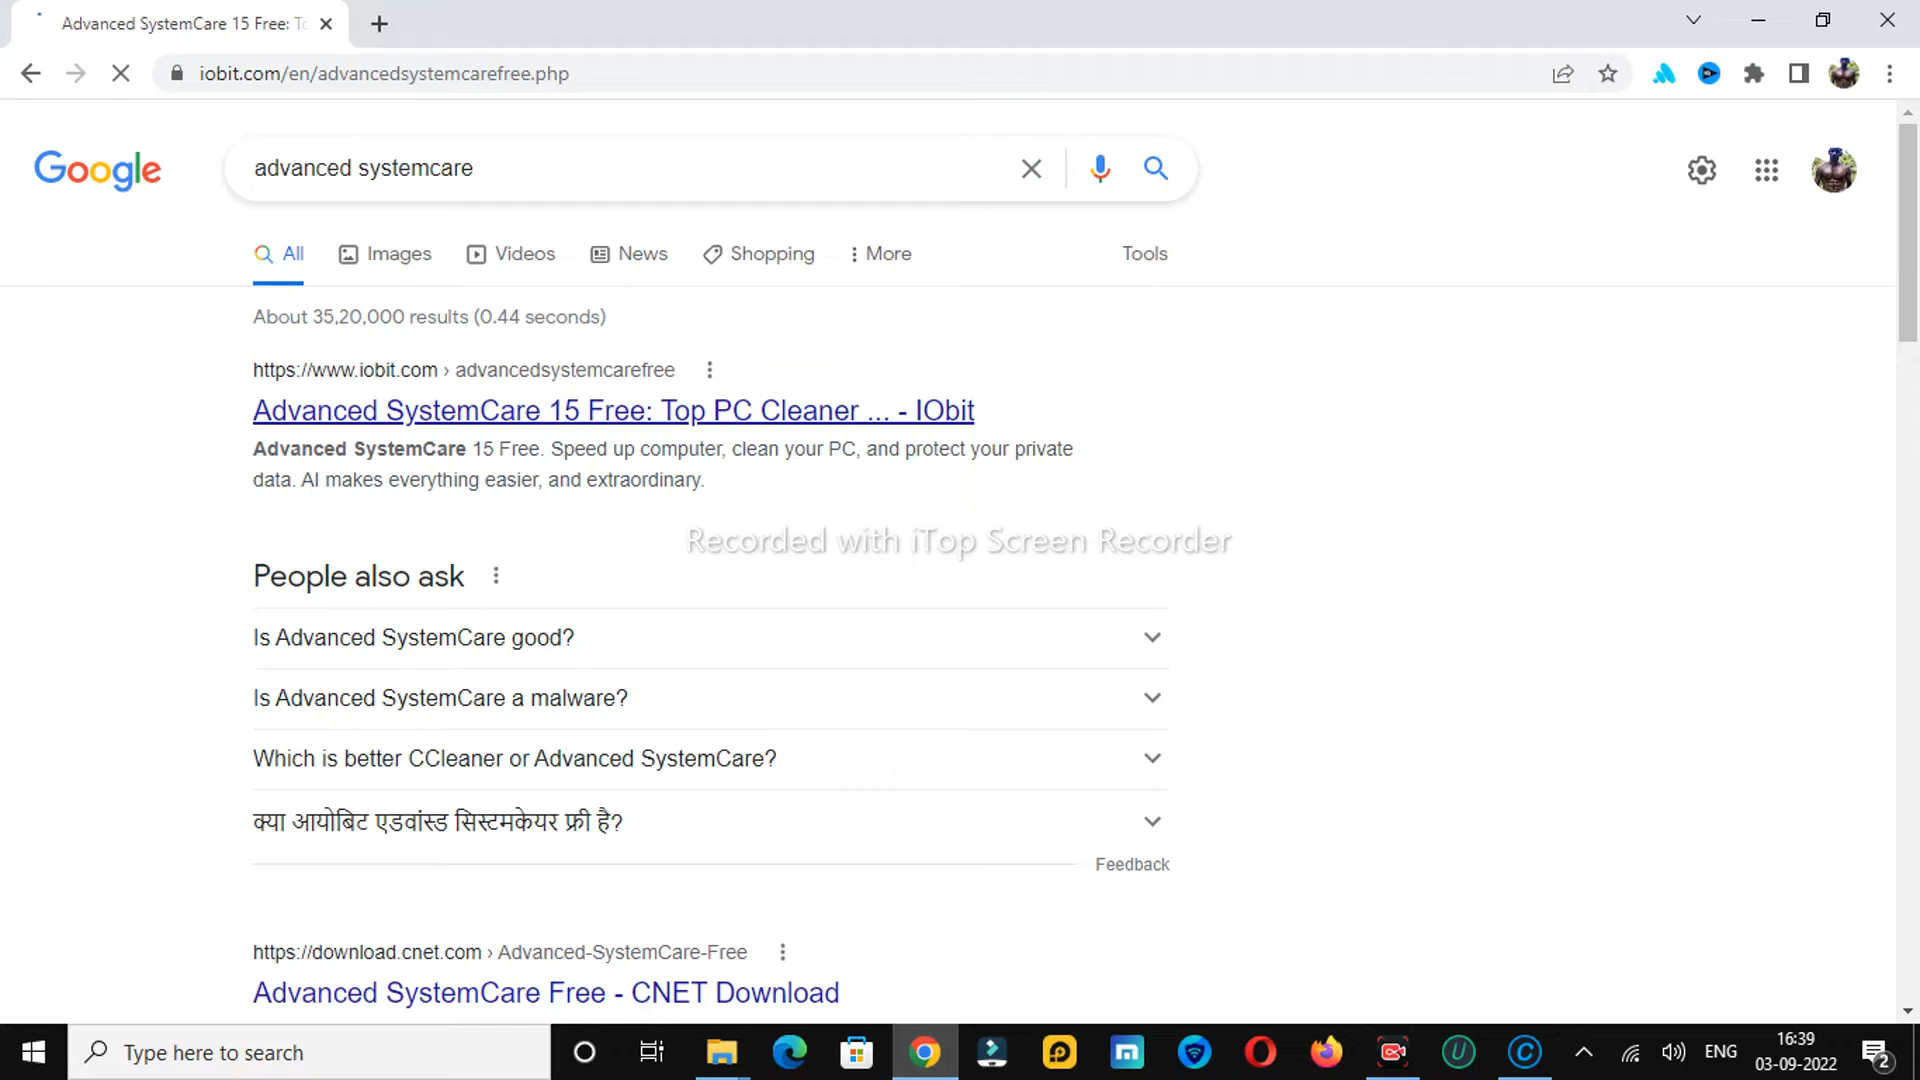 Advanced SystemCare 15 Free: To
iobit.com/en/advancedsystemcarefree.php
Google
advanced systemcare
All
Images
Videos
News
Shopping
More
Tools
About 35,20,000 results (0.44 seconds)
https://www.iobit.com › advancedsystemcarefree
Advanced SystemCare 15 Free: Top PC Cleaner ... - IObit
Advanced SystemCare 15 Free. Speed up computer, clean your PC, and protect your private
data. AI makes everything easier, and extraordinary.
Recorded with iTop Screen Recorder
People also ask
Is Advanced SystemCare good?
Is Advanced SystemCare a malware?
Which is better CCleaner or Advanced SystemCare?
क्या आयोबिट एडवांस्ड सिस्टमकेयर फ्री है?
Feedback
https://download.cnet.com › Advanced-SystemCare-Free
Advanced SystemCare Free - CNET Download
Type here to search
ENG
16:39
03-09-2022
2